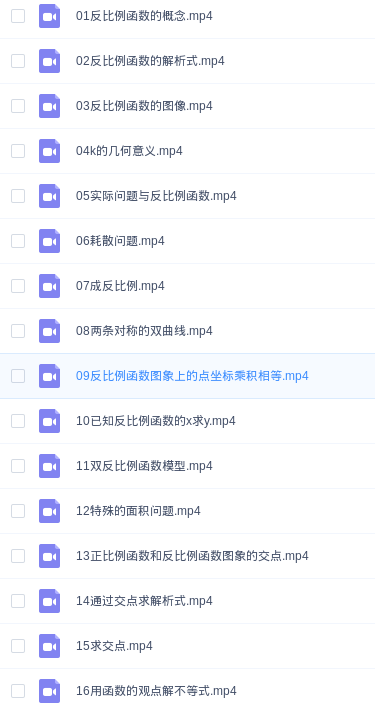 01反比例函数的概念.mp4
02反比例函数的解析式.mp4
03反比例函数的图像.mp4
04k的几何意义.mp4
05实际问题与反比例函数.mp4
06耗散问题.mp4
07成反比例.mp4
08两条对称的双曲线.mp4
09反比例函数图象上的点坐标乘积相等.mp4
10已知反比例函数的x求y.mp4
11双反比例函数模型.mp4
12特殊的面积问题.mp4
13正比例函数和反比例函数图象的交点.mp4
14通过交点求解析式.mp4
15求交点.mp4
16用函数的观点解不等式.mp4